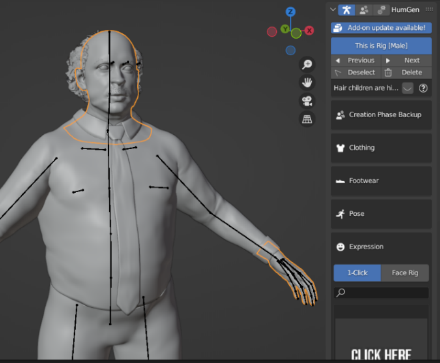 HumGen
Z
Y
X
Add-on update available!
This is Rig [Male]
Previous
Next
Deselect
Delete
Hair children are hi...
Creation Phase Backup
Clothing
Footwear
Pose
Expression
1-Click
Face Rig
CLICK HERE